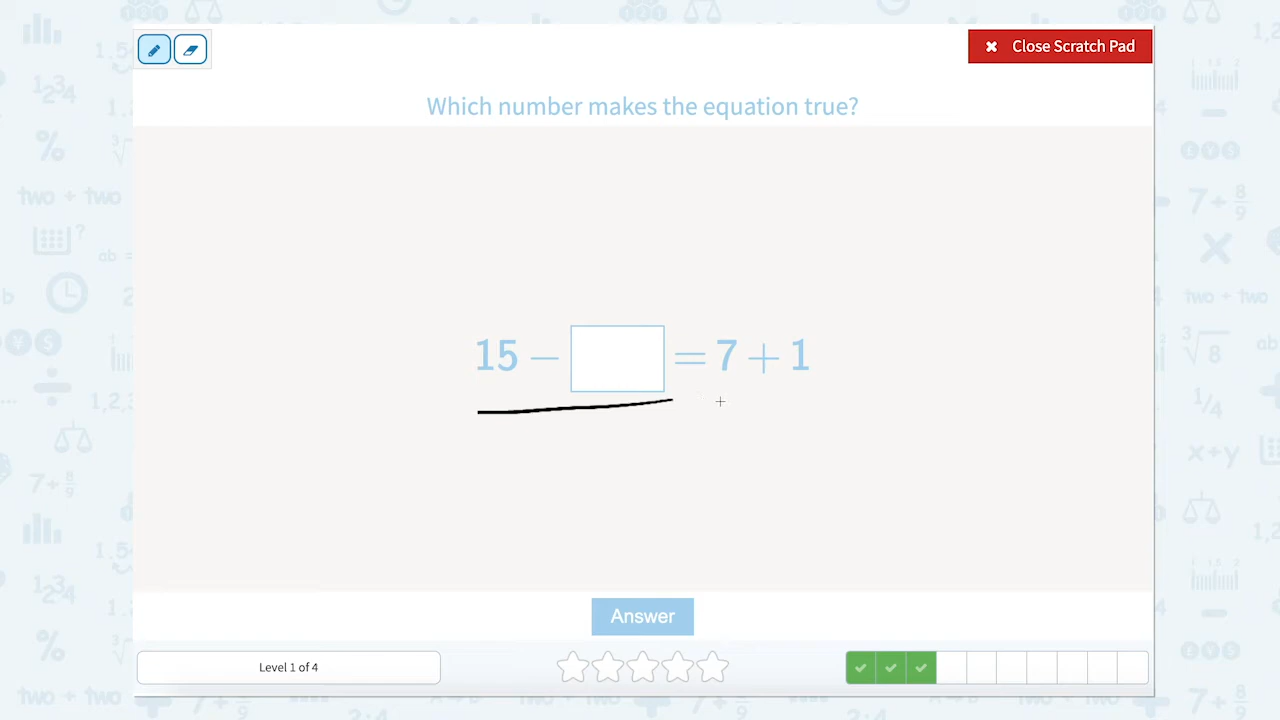 Close Scratch Pad
Which number makes the equation true?
15 − = 7 + 1
Answer
Level 1 of 4